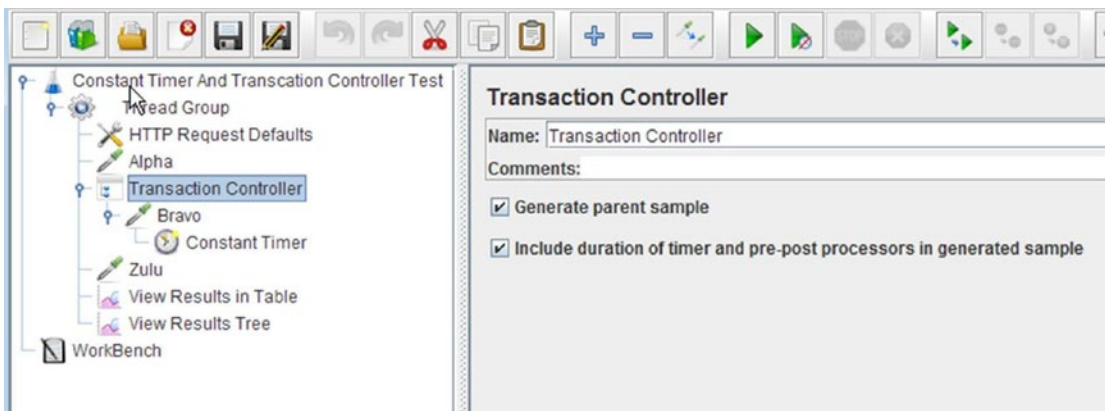 Constant Timer And Transcation Controller Test
Thread Group
HTTP Request Defaults
Alpha
Transaction Controller
Bravo
Constant Timer
Zulu
View Results in Table
View Results Tree
WorkBench
Transaction Controller
Name: Transaction Controller
Comments:
Generate parent sample
Include duration of timer and pre-post processors in generated sample
STOP